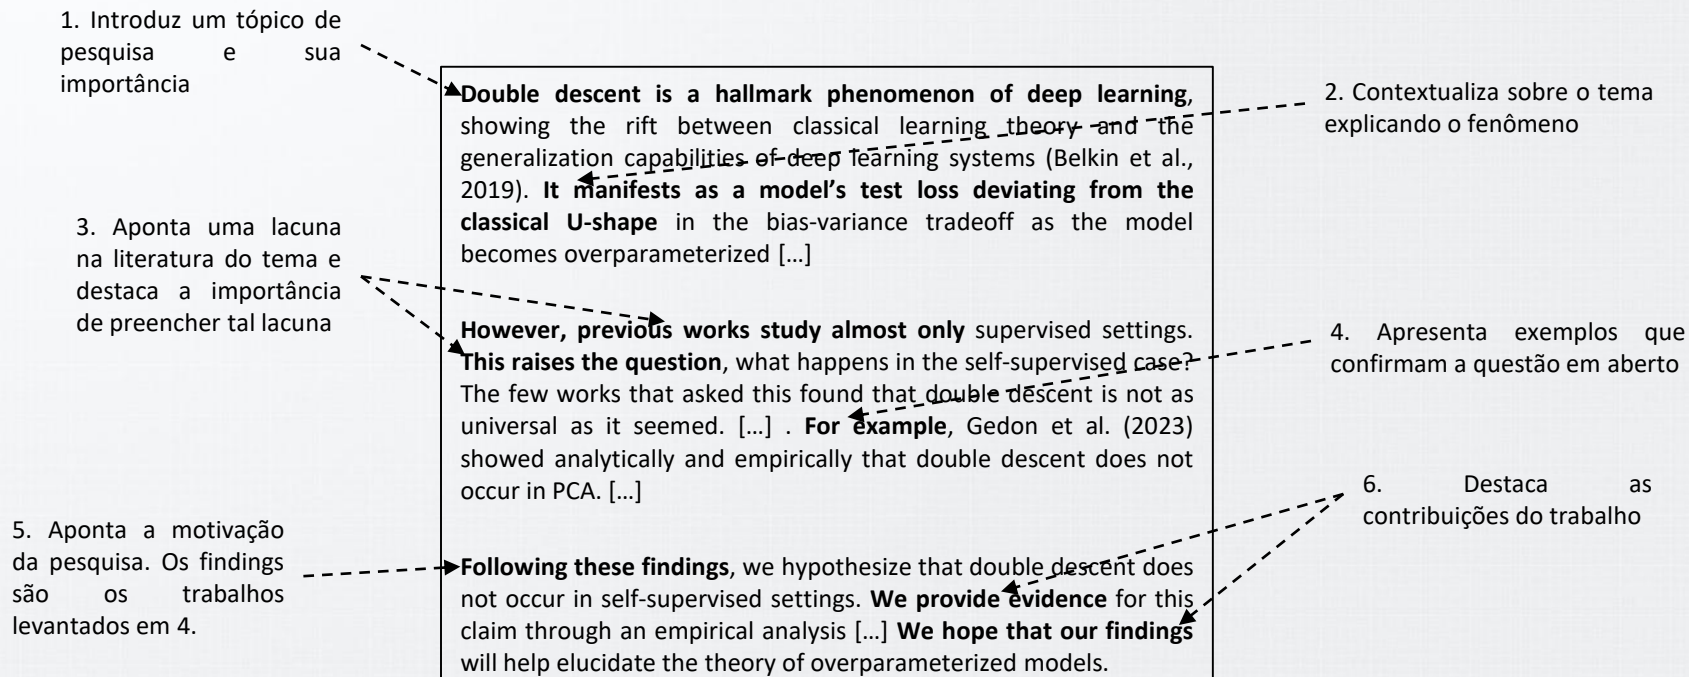 1. Introduz um tópico de
pesquisa e sua
importância
Double descent is a hallmark phenomenon of deep learning,
showing the rift between classical learning theory and the
generalization capabilities of deep learning systems (Belkin et al.,
2019). It manifests as a model’s test loss deviating from the
classical U-shape in the bias-variance tradeoff as the model
becomes overparameterized […]
2. Contextualiza sobre o tema
explicando o fenômeno
3. Aponta uma lacuna
na literatura do tema e
destaca a importância
de preencher tal lacuna
However, previous works study almost only supervised settings.
This raises the question, what happens in the self-supervised case?
The few works that asked this found that double descent is not as
universal as it seemed. […] . For example, Gedon et al. (2023)
showed analytically and empirically that double descent does not
occur in PCA. […]
4. Apresenta exemplos que
confirmam a questão em aberto
5. Aponta a motivação
da pesquisa. Os findings
são os trabalhos
levantados em 4.
Following these findings, we hypothesize that double descent does
not occur in self-supervised settings. We provide evidence for this
claim through an empirical analysis […] We hope that our findings
will help elucidate the theory of overparameterized models.
6. Destaca as
contribuições do trabalho